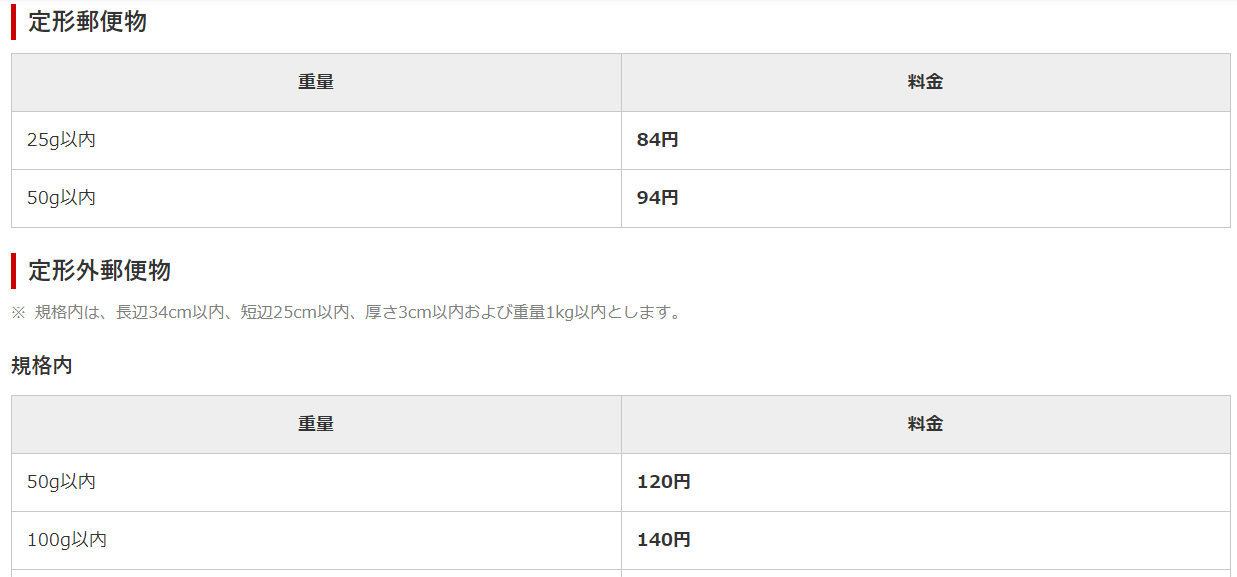 定形郵便物
重量 料金
25g以内 84円
50g以内 94円
定形外郵便物
※ 規格内は、長辺34cm以内、短辺25cm以内、厚さ3cm以内および重量1kg以内とします。
規格内
重量 料金
50g以内 120円
100g以内 140円